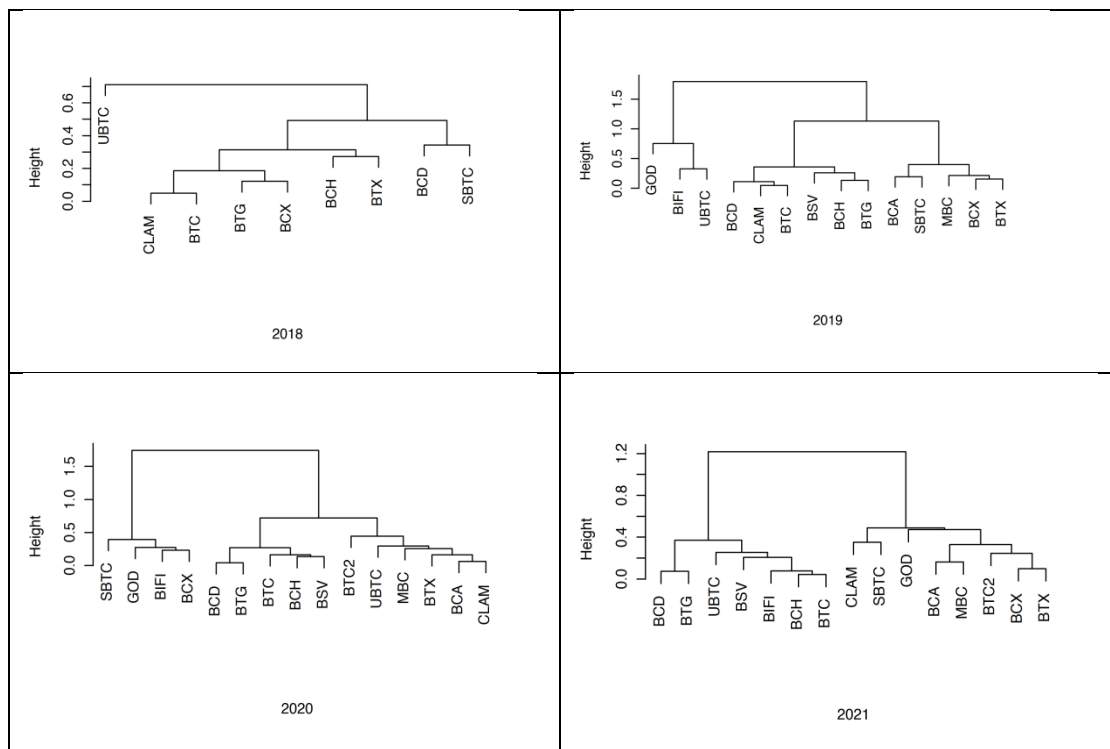 Height
0.0 0.2 0.4 0.6
UBTC
CLAM
BTC
BTG
BCX
BCH
BTX
BCD
SBTC
2018
Height
0.0 0.5 1.0 1.5
GOD
BIFI
UBTC
BCD
CLAM
BTC
BSV
BCH
BTG
BCA
SBTC
MBC
BCX
BTX
2019
Height
0.0 0.5 1.0 1.5
SBTC
GOD
BIFI
BCX
BCD
BTG
BTC
BCH
BSV
BTC2
UBTC
MBC
BTX
BCA
CLAM
2020
Height
0.0 0.4 0.8 1.2
BCD
BTG
UBTC
BSV
BIFI
BCH
BTC
CLAM
SBTC
GOD
BCA
MBC
BTC2
BCX
BTX
2021